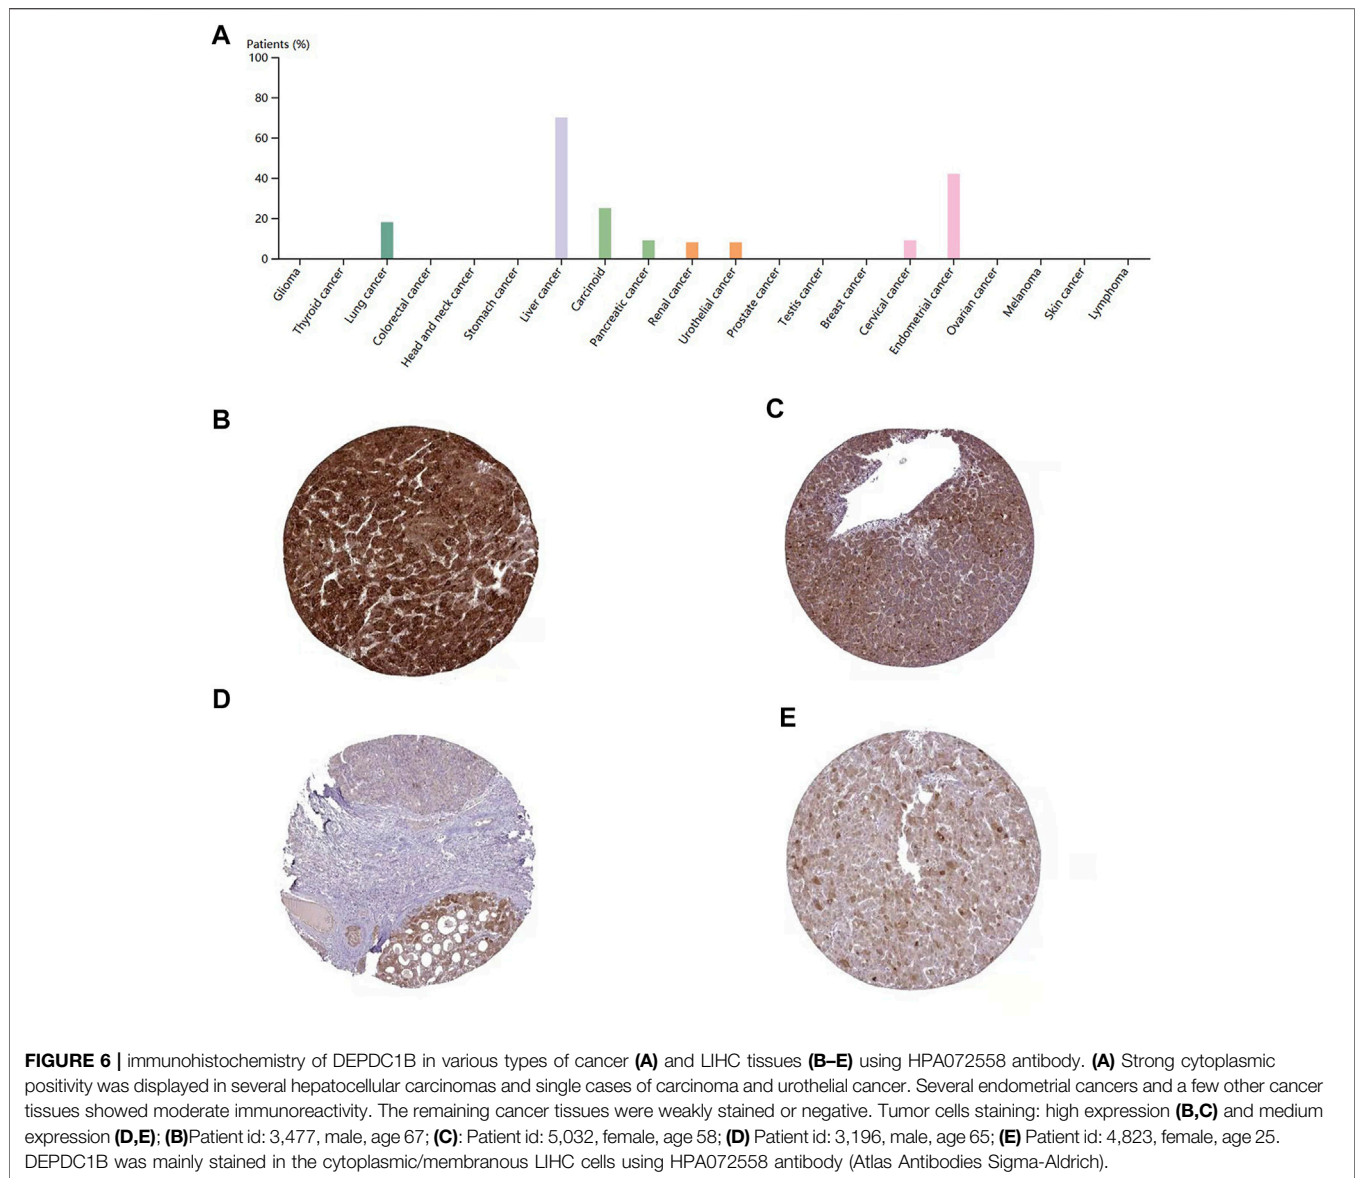 A
Patients (%)
100
80
60
40
20
0
Glioma
Thyroid cancer
Lung cancer
Colorectal cancer
Head and neck cancer
Stomach cancer
Liver cancer
Carcinoid
Pancreatic cancer
Renal cancer
Urothelial cancer
Prostate cancer
Testis cancer
Breast cancer
Cervical cancer
Endometrial cancer
Ovarian cancer
Melanoma
Skin cancer
Lymphoma
B
C
D
E
FIGURE 6 | immunohistochemistry of DEPDC1B in various types of cancer (A) and LIHC tissues (B–E) using HPA072558 antibody. (A) Strong cytoplasmic
positivity was displayed in several hepatocellular carcinomas and single cases of carcinoma and urothelial cancer. Several endometrial cancers and a few other cancer
tissues showed moderate immunoreactivity. The remaining cancer tissues were weakly stained or negative. Tumor cells staining: high expression (B,C) and medium
expression (D,E); (B)Patient id: 3,477, male, age 67; (C): Patient id: 5,032, female, age 58; (D) Patient id: 3,196, male, age 65; (E) Patient id: 4,823, female, age 25.
DEPDC1B was mainly stained in the cytoplasmic/membranous LIHC cells using HPA072558 antibody (Atlas Antibodies Sigma-Aldrich).